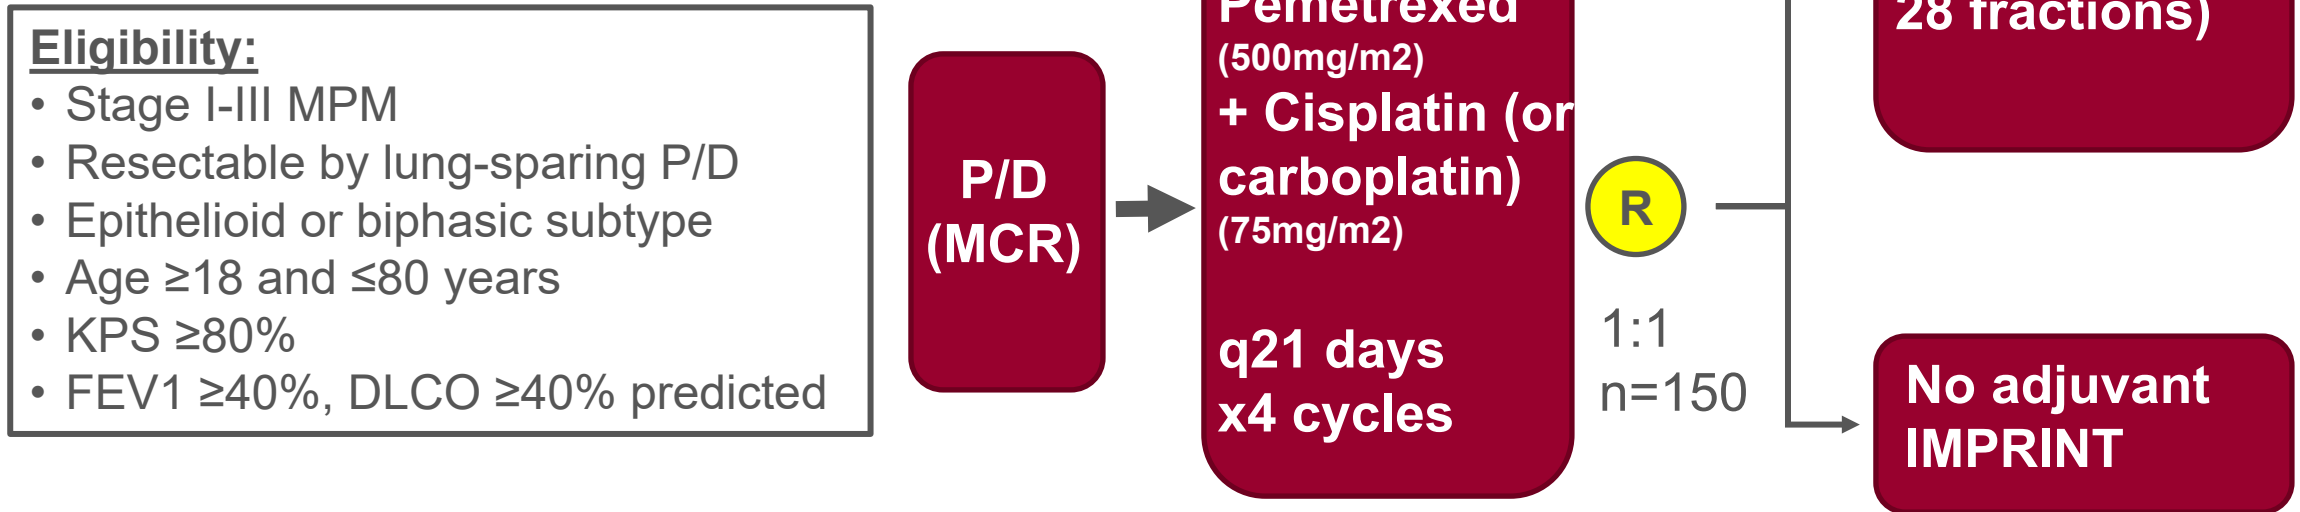 Eligibility:
• Stage I-III MPM
• Resectable by lung-sparing P/D
• Epithelioid or biphasic subtype
• Age ≥18 and ≤80 years
• KPS ≥80%
• FEV1 ≥40%, DLCO ≥40% predicted
P/D
(MCR)
Pemetrexed
(500mg/m2)
+ Cisplatin (or
carboplatin)
(75mg/m2)
q21 days
x4 cycles
R
1:1
n=150
28 fractions)
No adjuvant
IMPRINT